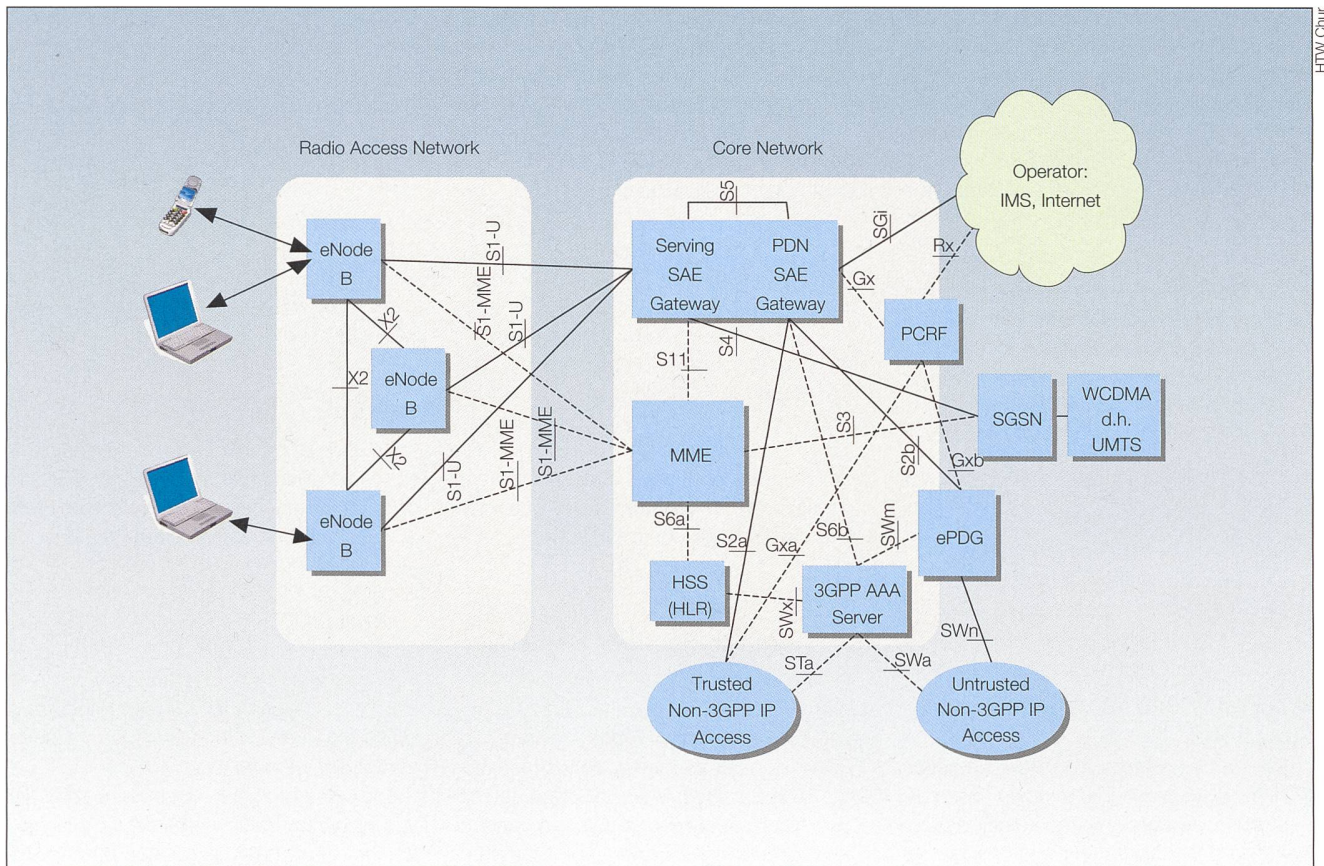 HTW Chur
Radio Access Network
Core Network
Operator:
IMS, Internet
S5
SGi
Rx
Gx
eNode
B
S1-U
Serving
SAE
Gateway
PDN
SAE
Gateway
S1-MME
S1-U
X2
S4
PCRF
S11
eNode
B
X2
SGSN
WCDMA
d.h.
UMTS
S3
MME
S1-MME
S1-MME
S2b
Gxb
X2
S1-U
eNode
B
S6a
S2a
Gxa
S6b
SWm
ePDG
HSS
(HLR)
SWx
3GPP AAA
Server
SWn
STa
SWa
Trusted
Non-3GPP IP
Access
Untrusted
Non-3GPP IP
Access